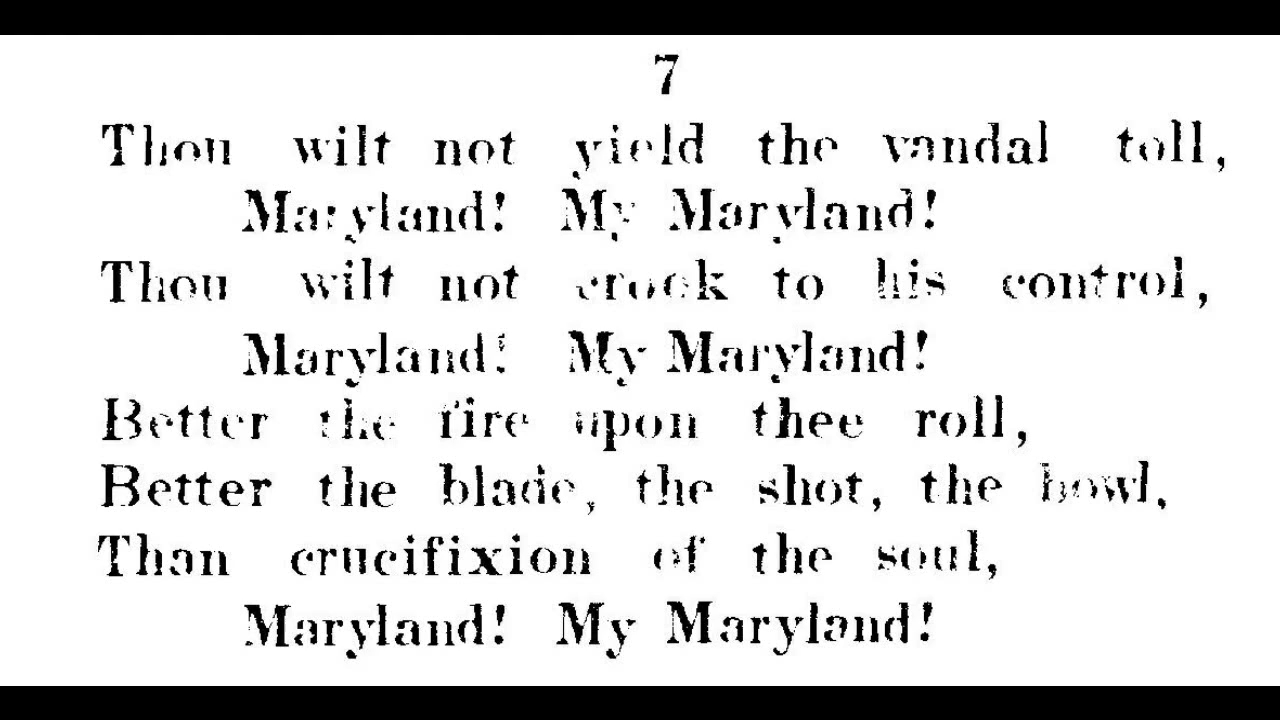 7
Thou wilt not yield the vandal toll,
Maryland! My Maryland!
Thou wilt not crook to his control,
Maryland! My Maryland!
Better the fire upon thee roll,
Better the blade, the shot, the bowl,
Than crucifixion of the soul,
Maryland! My Maryland!